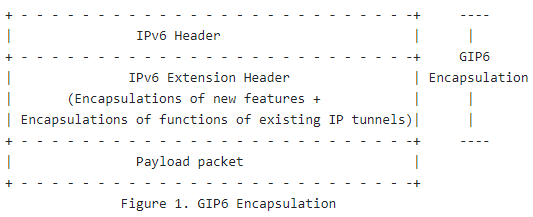 + - - - - - - - - - - - - - - - - - - - - - - - - - -+     ----
|                IPv6 Header                         |      |
+ - - - - - - - - - - - - - - - - - - - - - - - - - -+     GIP6
|               IPv6 Extension Header                | Encapsulation
|       (Encapsulations of new features +            |      |
| Encapsulations of functions of existing IP tunnels)|      |
+ - - - - - - - - - - - - - - - - - - - - - - - - - -+     ----
|                Payload packet                      |
+ - - - - - - - - - - - - - - - - - - - - - - - - - -+
Figure 1. GIP6 Encapsulation